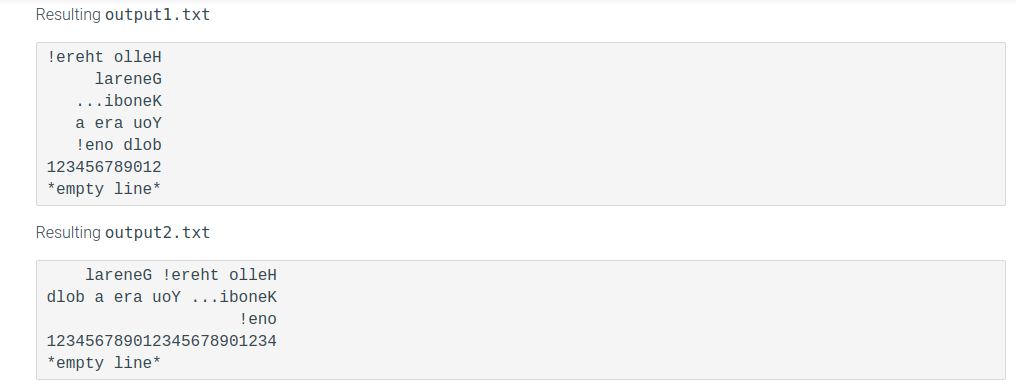 Resulting output1.txt
!ereht olleH
     lareneG
   ...iboneK
   a era uoY
   !eno dlob
123456789012
*empty line*
Resulting output2.txt
    lareneG !ereht olleH
dlob a era uoY ...iboneK
                    !eno
123456789012345678901234
*empty line*